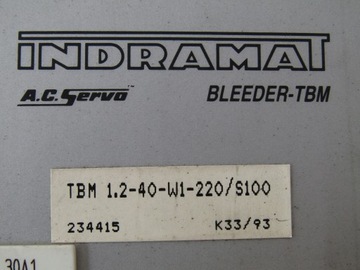 INDRAMAT
A.C. Servo BLEEDER-TBM
TBM 1.2-40-W1-220/S100
234415 K33/93
30A1